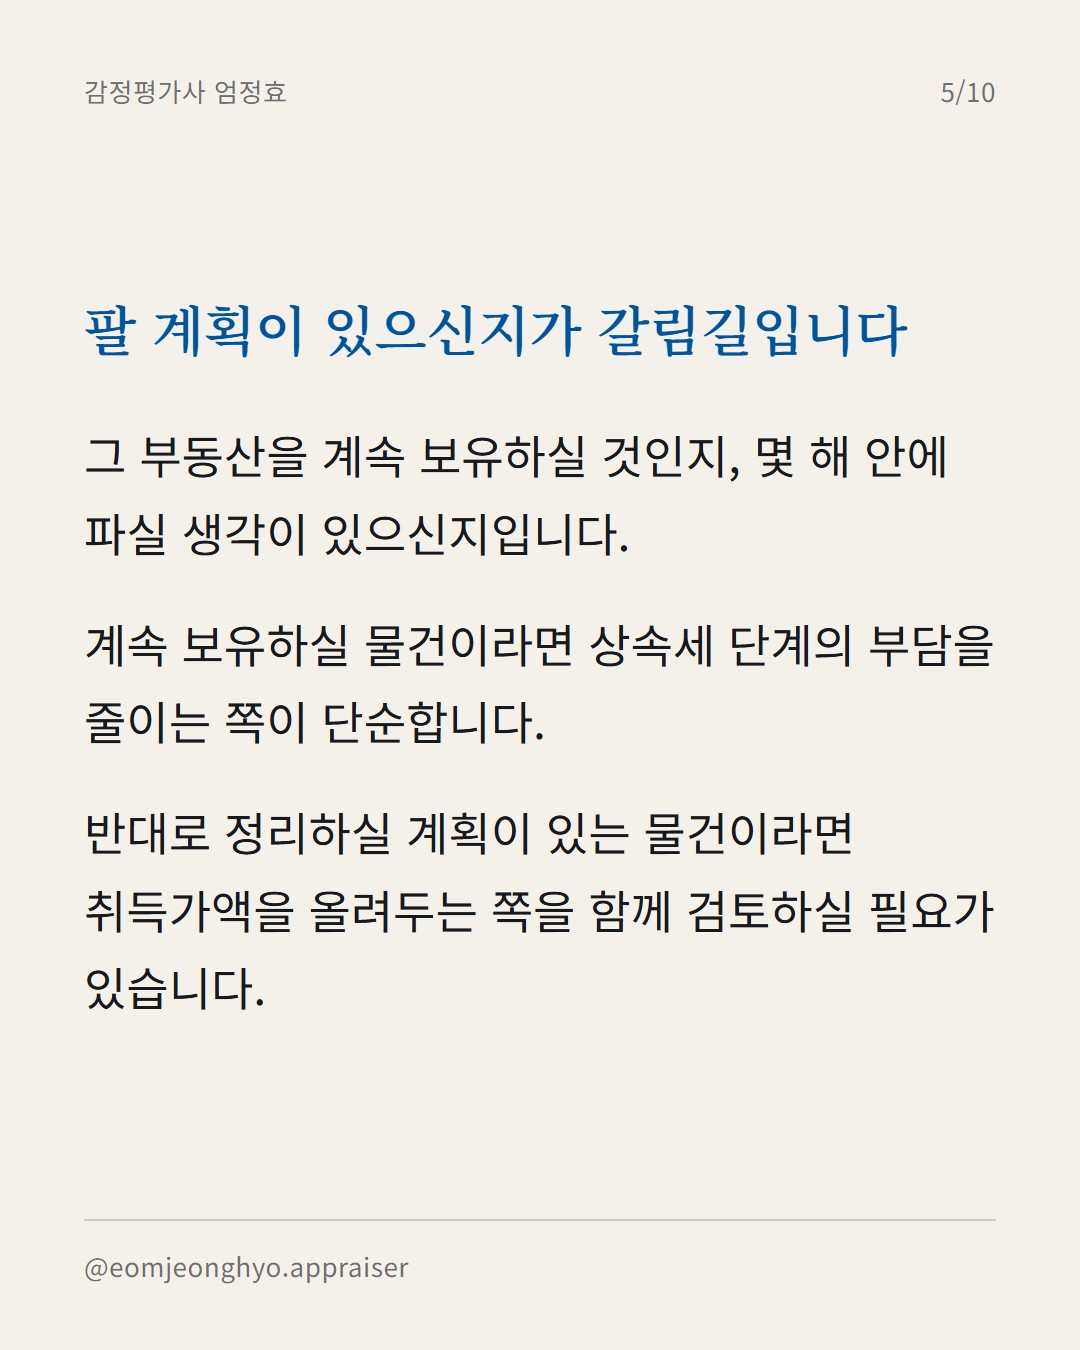 감정평가사 엄정효
5/10
팔 계획이 있으신지가 갈림길입니다
그 부동산을 계속 보유하실 것인지, 몇 해 안에
파실 생각이 있으신지입니다.
계속 보유하실 물건이라면 상속세 단계의 부담을
줄이는 쪽이 단순합니다.
반대로 정리하실 계획이 있는 물건이라면
취득가액을 올려두는 쪽을 함께 검토하실 필요가
있습니다.
@eomjeonghyo.appraiser